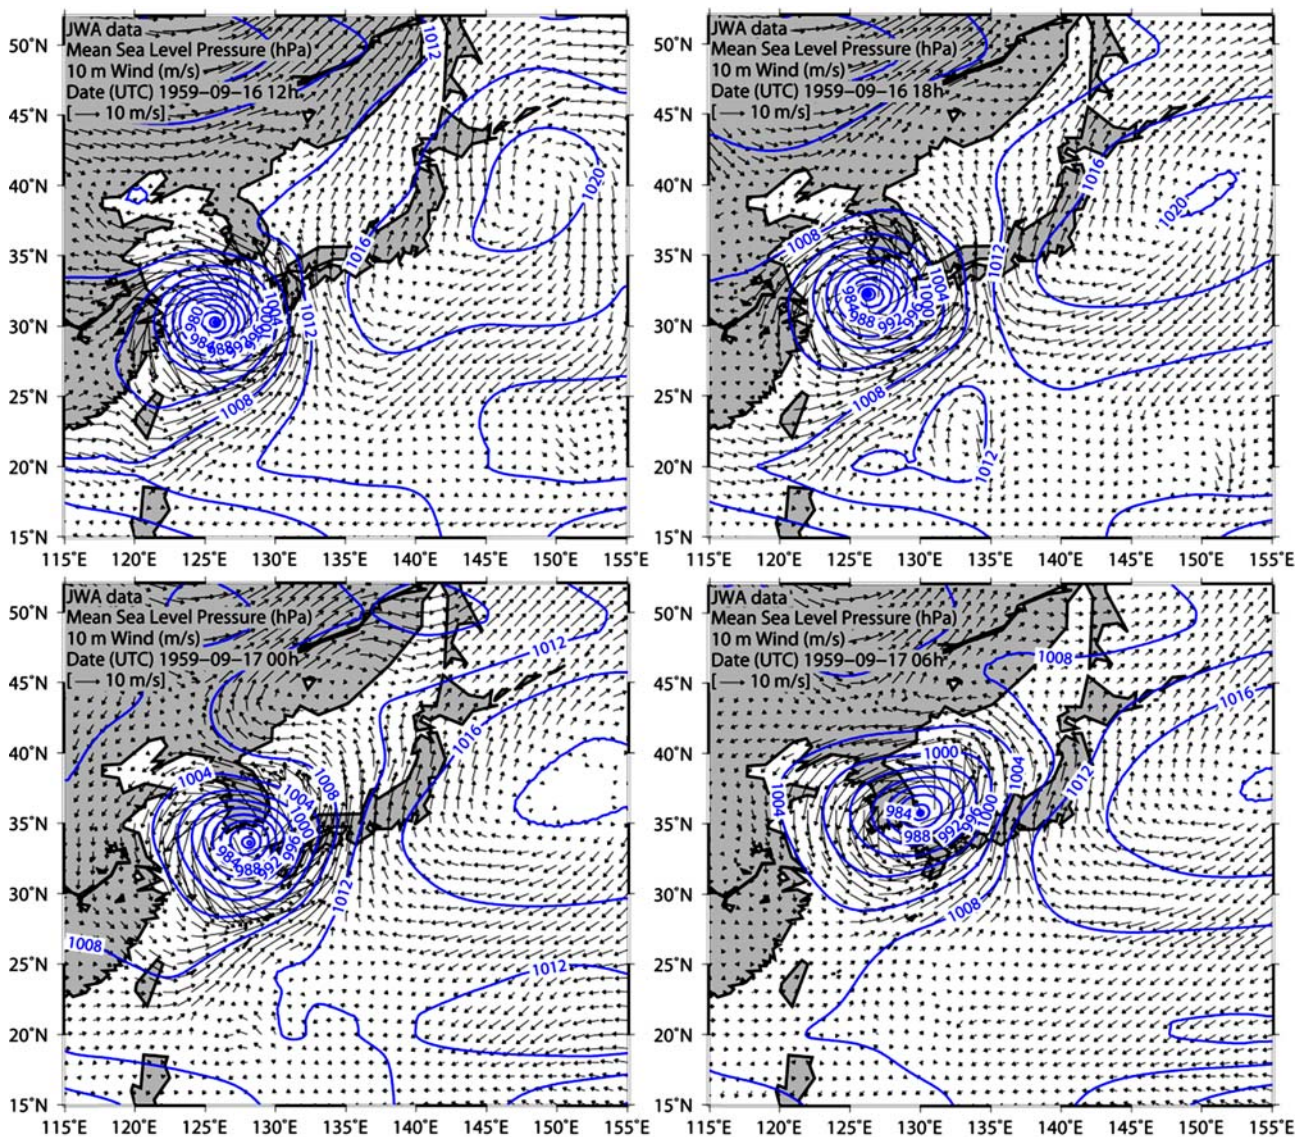 JWA data
Mean Sea Level Pressure (hPa)
10 m Wind (m/s)
Date (UTC) 1959−09−16 12h
[ — 10 m/s]
50˚N
45˚N
40˚N
35˚N
30˚N
25˚N
20˚N
15˚N
1012
1020
1016
980
984
988
992
996
1000
1004
1012
1008
115˚E 120˚E 125˚E 130˚E 135˚E 140˚E 145˚E 150˚E 155˚E
JWA data
Mean Sea Level Pressure (hPa)
10 m Wind (m/s)
Date (UTC) 1959−09−16 18h
[ — 10 m/s]
50˚N
45˚N
40˚N
35˚N
30˚N
25˚N
20˚N
15˚N
1016
1020
1008
1012
1004
1000
984
988
992
996
1008
1012
115˚E 120˚E 125˚E 130˚E 135˚E 140˚E 145˚E 150˚E 155˚E
JWA data
Mean Sea Level Pressure (hPa)
10 m Wind (m/s)
Date (UTC) 1959−09−17 00h
[ — 10 m/s]
50˚N
45˚N
40˚N
35˚N
30˚N
25˚N
20˚N
15˚N
1012
1016
1004
1008
1004
1000
996
984
988
992
1012
1008
1012
115˚E 120˚E 125˚E 130˚E 135˚E 140˚E 145˚E 150˚E 155˚E
JWA data
Mean Sea Level Pressure (hPa)
10 m Wind (m/s)
Date (UTC) 1959−09−17 06h
[ — 10 m/s]
50˚N
45˚N
40˚N
35˚N
30˚N
25˚N
20˚N
15˚N
1008
1016
1000
1004
1012
1004
984
1000
996
988
992
1008
115˚E 120˚E 125˚E 130˚E 135˚E 140˚E 145˚E 150˚E 155˚E